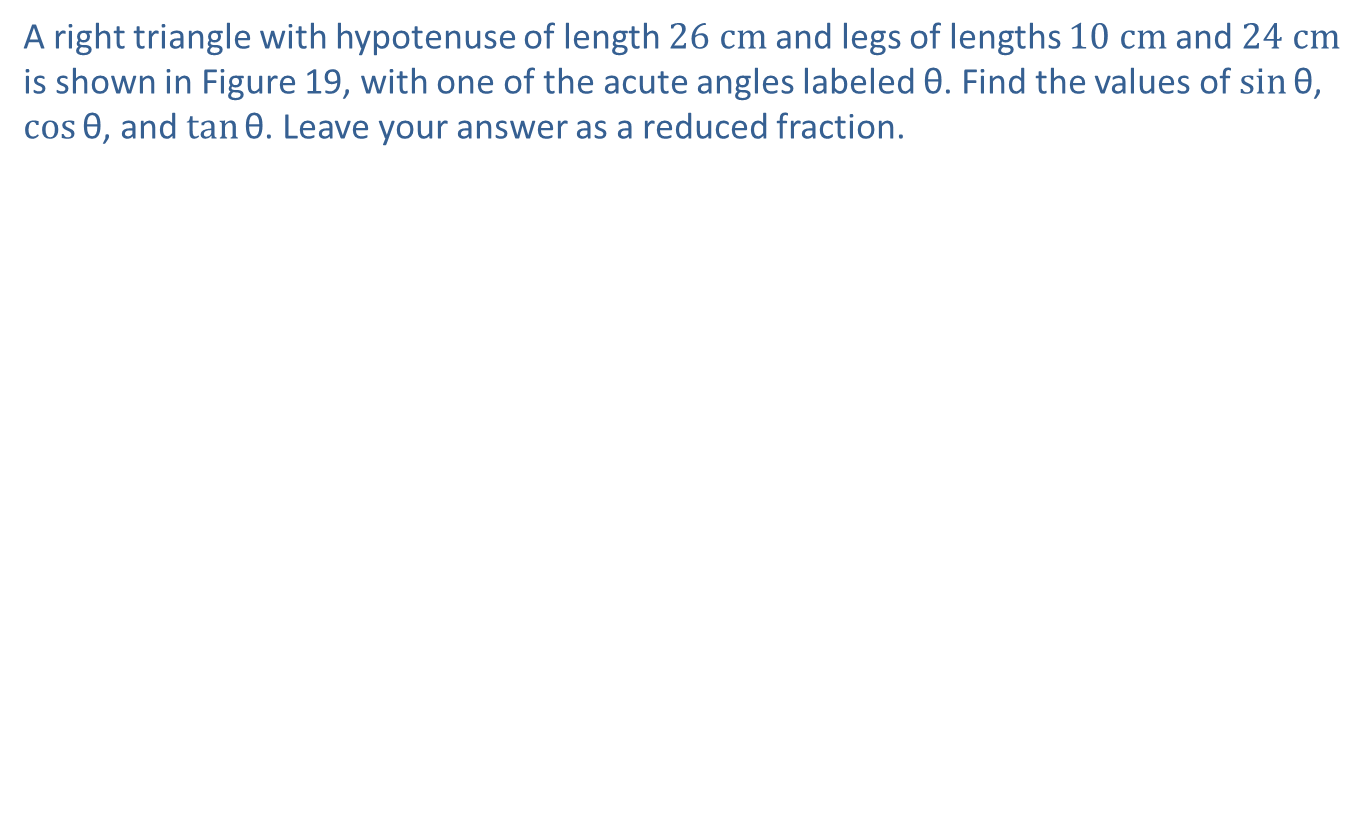 A right triangle with hypotenuse of length 26 cm and legs of lengths 10 cm and 24 cm
is shown in Figure 19, with one of the acute angles labeled θ. Find the values of sin θ,
cos θ, and tan θ. Leave your answer as a reduced fraction.